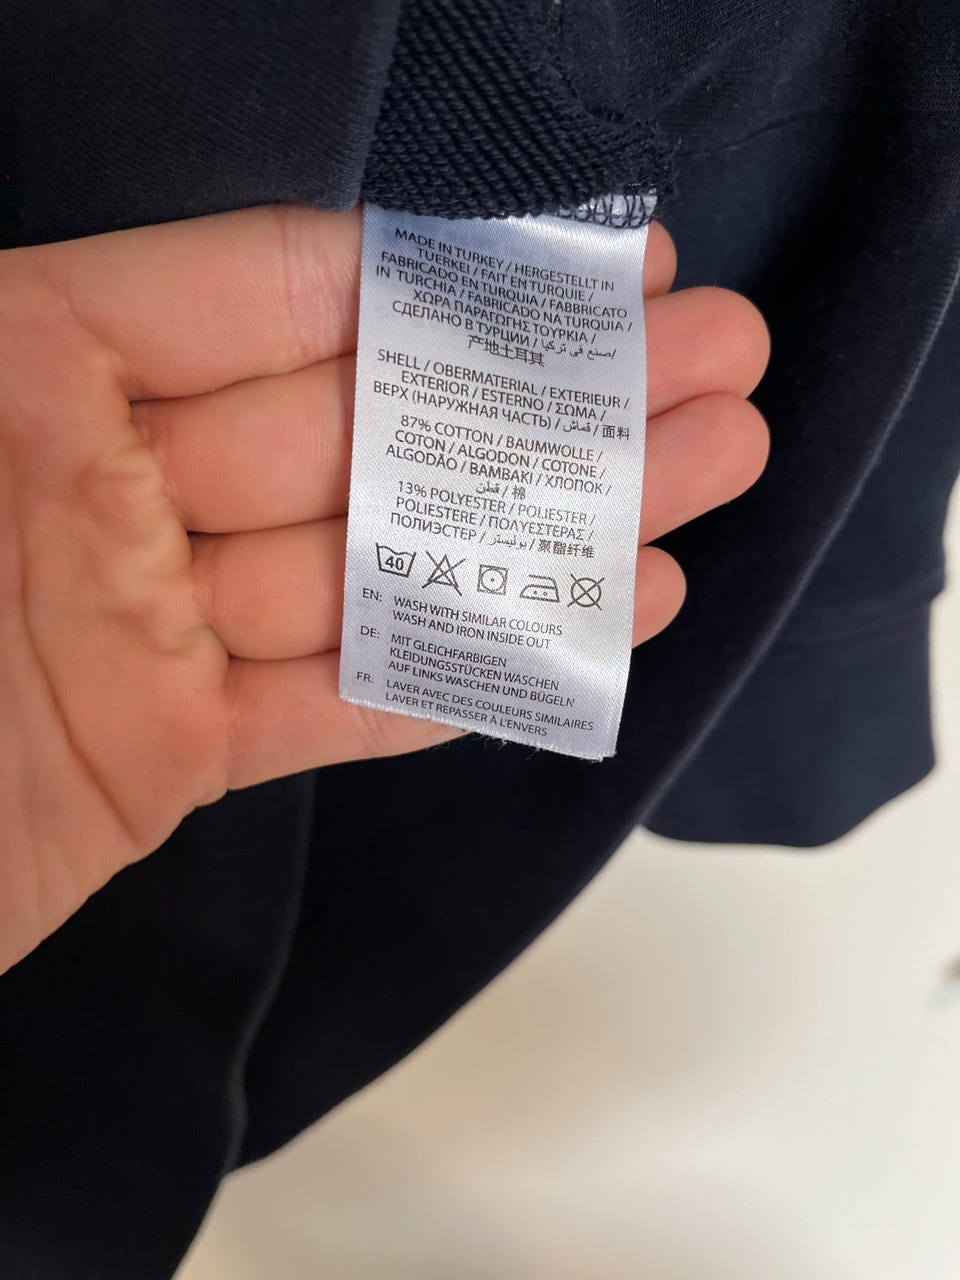 MADE IN TURKEY / HERGESTELLT IN
TÜERKEI / FAIT EN TURQUIE /
FABRICADO EN TURQUIA / FABBRICATO
IN TURCHIA / FABRICADO NA TURQUIA /
ΧΩΡΑ ΠΑΡΑΓΩΓΗΣ ΤΟΥΡΚΙΑ /
СДЕЛАНО В ТУРЦИИ / صنع فى تركيا/
产地土耳其
SHELL / OBERMATERIAL / EXTERIEUR /
EXTERIOR / ESTERNO / ΣΩΜΑ /
ВЕРХ (НАРУЖНАЯ ЧАСТЬ) / قماش / 面料
87% COTTON / BAUMWOLLE /
COTON / ALGODON / COTONE /
ALGODÃO / ΒΑΜΒΑΚΙ / ХЛОПОК /
قطن / 棉
13% POLYESTER / POLIESTER /
POLIESTERE / ΠΟΛΥΕΣΤΕΡΑΣ /
ПОЛИЭСТЕР / بوليستر / 聚酯纤维
40
EN: WASH WITH SIMILAR COLOURS
WASH AND IRON INSIDE OUT
DE: MIT GLEICHFARBIGEN
KLEIDUNGSSTÜCKEN WASCHEN
AUF LINKS WASCHEN UND BÜGELN
FR: LAVER AVEC DES COULEURS SIMILAIRES
LAVER ET REPASSER À L'ENVERS